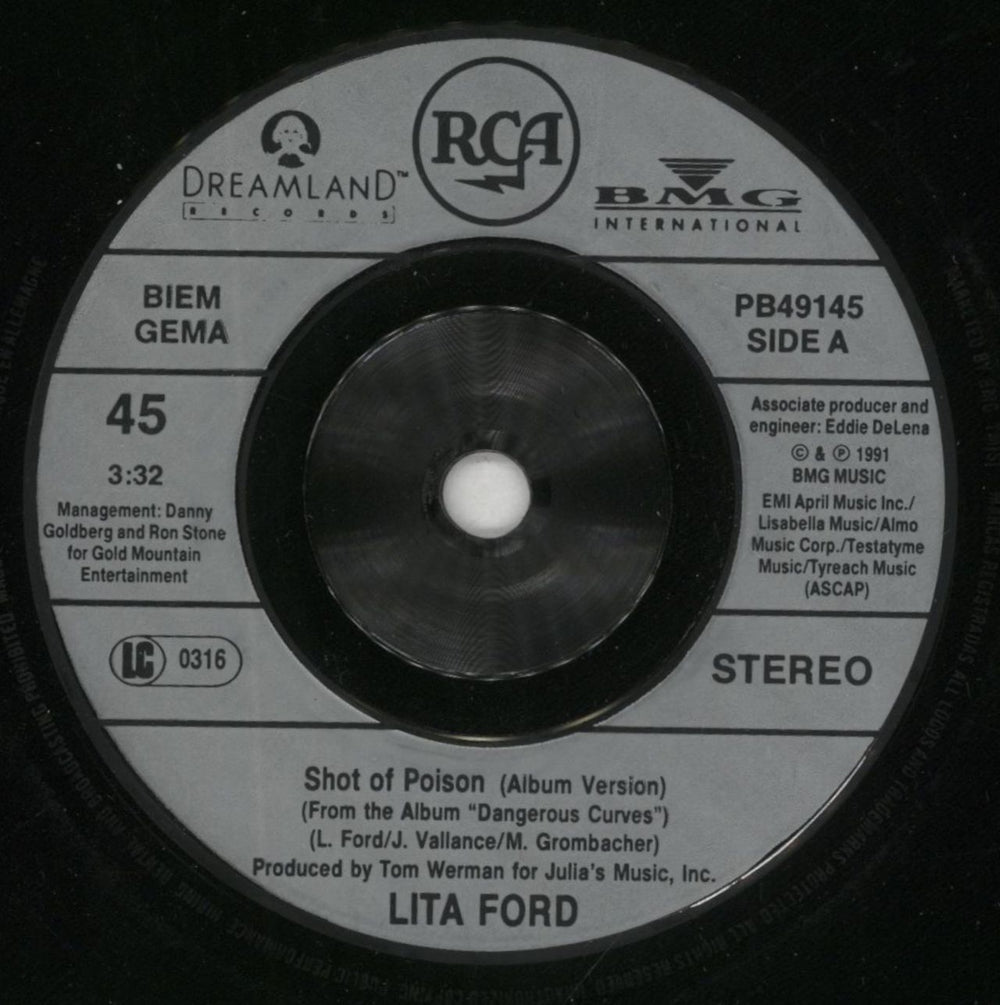 DREAMLAND™
RECORDS
RCA
BMG
INTERNATIONAL
BIEM
GEMA
PB49145
SIDE A
45
3:32
Management: Danny
Goldberg and Ron Stone
for Gold Mountain
Entertainment
Associate producer and
engineer: Eddie DeLena
© & ℗ 1991
BMG MUSIC
EMI April Music Inc./
Lisabella Music/Almo
Music Corp./Testatyme
Music/Tyreach Music
(ASCAP)
LC 0316
STEREO
Shot of Poison (Album Version)
(From the Album "Dangerous Curves")
(L. Ford/J. Vallance/M. Grombacher)
Produced by Tom Werman for Julia's Music, Inc.
LITA FORD